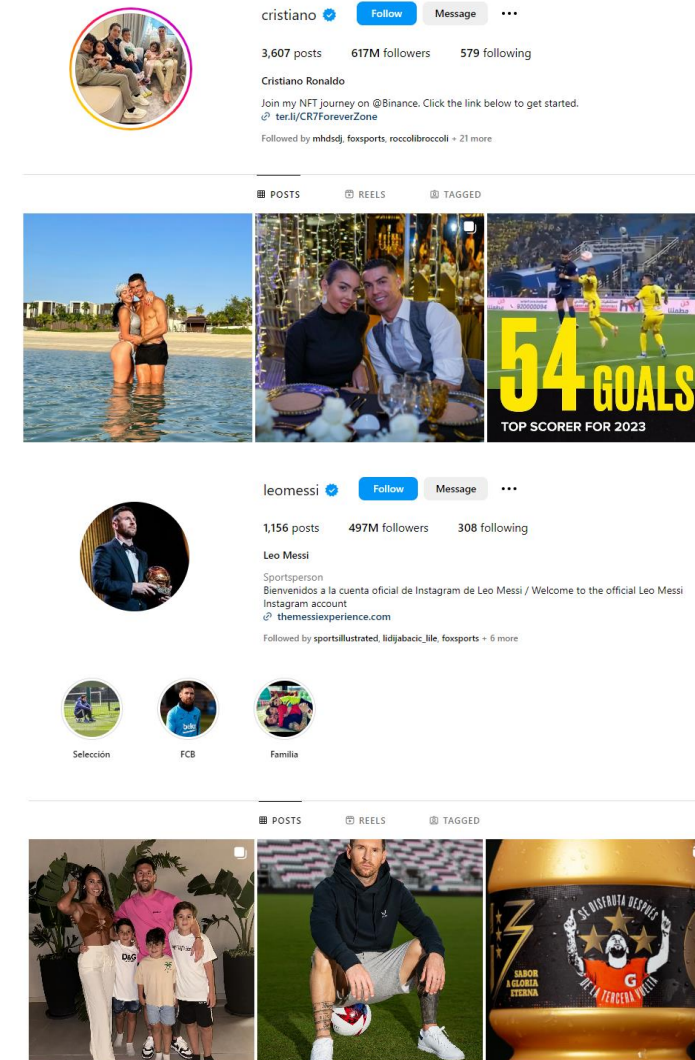 cristiano Follow Message
3,607 posts 617M followers 579 following
Cristiano Ronaldo
Join my NFT journey on @Binance. Click the link below to get started.
ter.li/CR7ForeverZone
Followed by mhdsdj, foxsports, roccolibroccoli + 21 more
POSTS REELS TAGGED
54 GOALS
TOP SCORER FOR 2023
leomessi Follow Message
1,156 posts 497M followers 308 following
Leo Messi
Sportsperson
Bienvenidos a la cuenta oficial de Instagram de Leo Messi / Welcome to the official Leo Messi
Instagram account
themessiexperience.com
Followed by sportsillustrated, lidijabacic_lile, foxsports + 6 more
Selección FCB Familia
POSTS REELS TAGGED
D&G
SE DISFRUTA DESPUÉS
DE LA TERCERA VUELTA
G
3
SABOR
A GLORIA
ETERNA